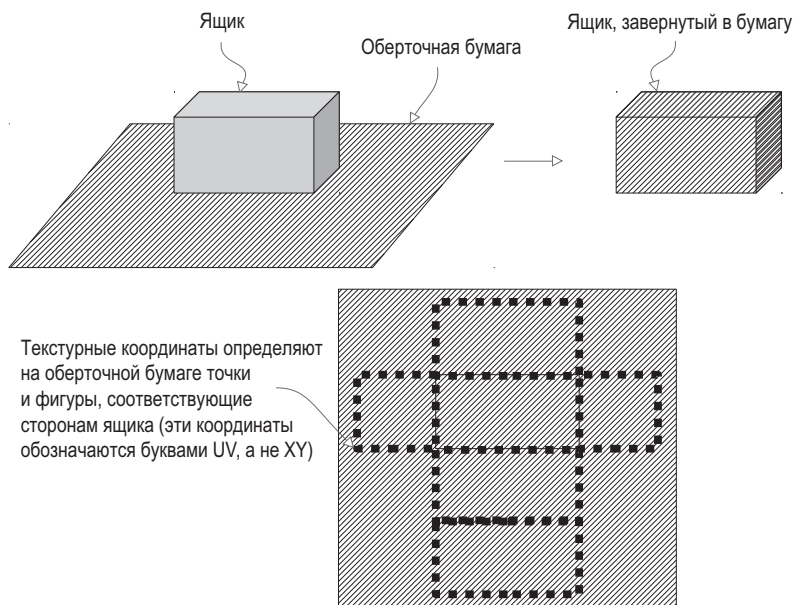 Ящик
Оберточная бумага
Ящик, завернутый в бумагу
Текстурные координаты определяют
на оберточной бумаге точки
и фигуры, соответствующие
сторонам ящика (эти координаты
обозначаются буквами UV, а не XY)